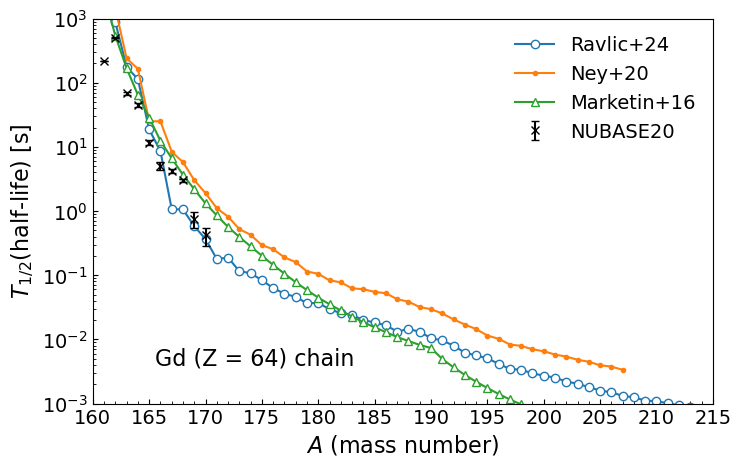 10³
10²
10¹
10⁰
10⁻¹
10⁻²
10⁻³
T₁/₂(half-life) [s]
Ravlic+24
Ney+20
Marketin+16
NUBASE20
Gd (Z = 64) chain
160 165 170 175 180 185 190 195 200 205 210 215
A (mass number)